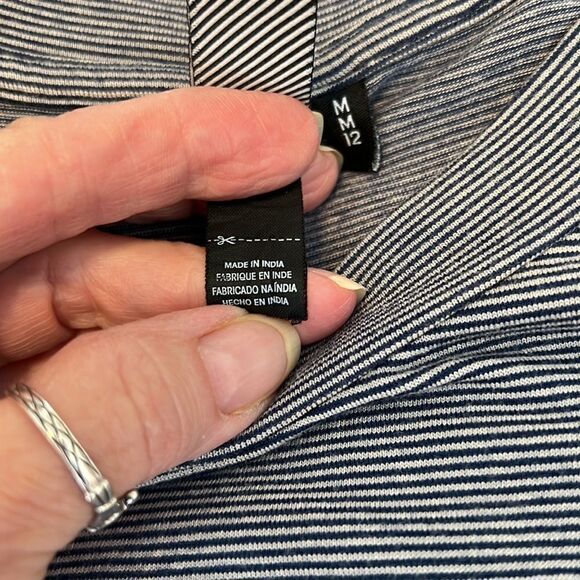 M
M
12
MADE IN INDIA
FABRIQUE EN INDE
FABRICADO NA ÍNDIA
HECHO EN INDIA